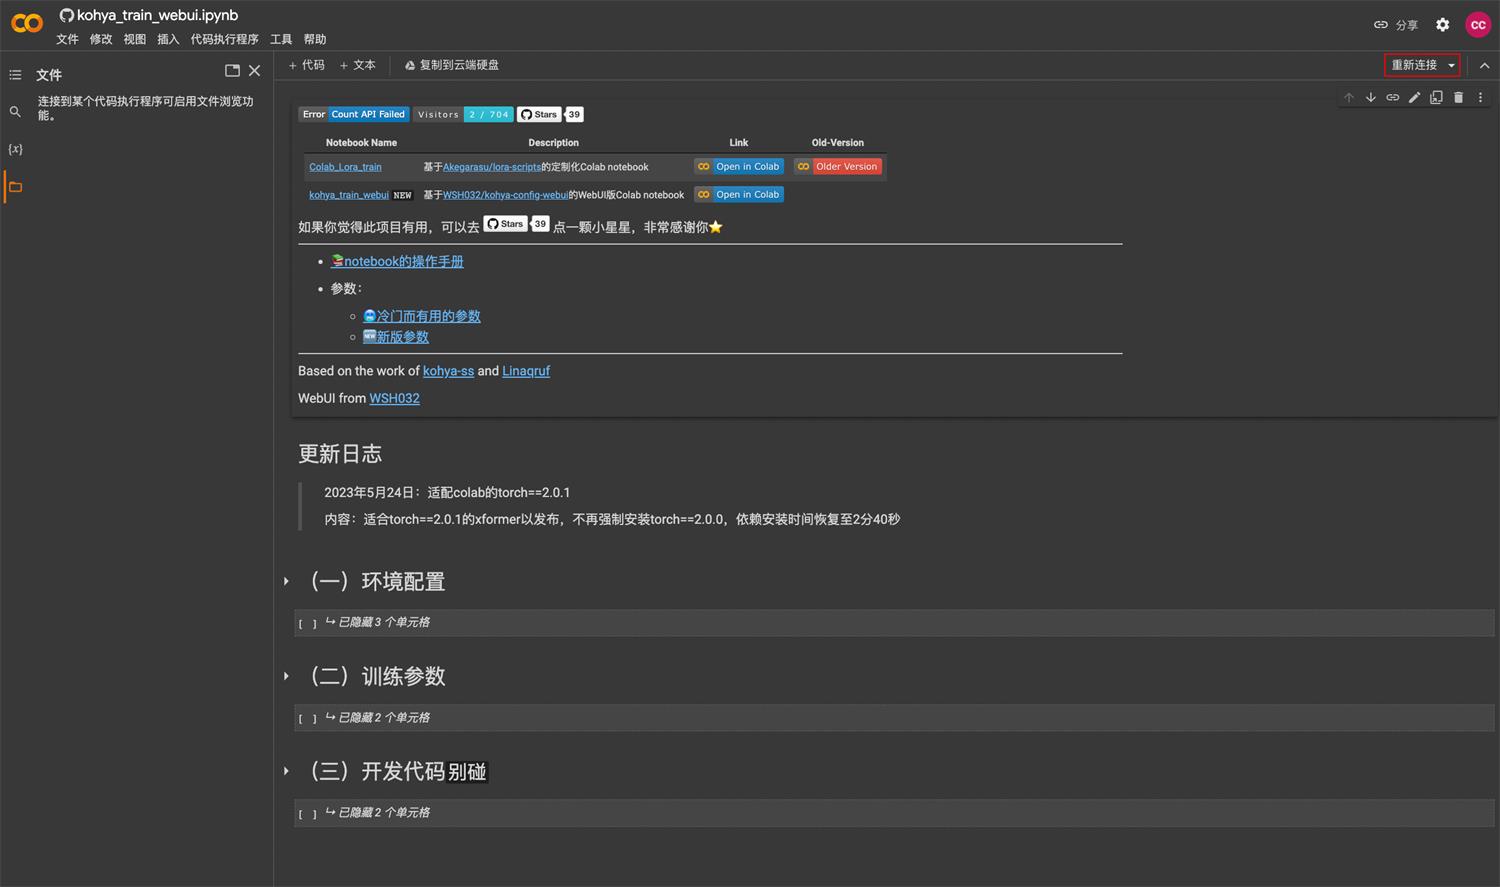 kohya_train_webui.ipynb
文件 修改 视图 插入 代码执行程序 工具 帮助
分享
CC
文件
连接到某个代码执行程序可启用文件浏览功
能。
{x}
+ 代码 + 文本 复制到云端硬盘
重新连接
Error Count API Failed Visitors 2 / 704 Stars 39
Notebook Name Description Link Old-Version
Colab_Lora_train 基于Akegarasu/lora-scripts的定制化Colab notebook Open in Colab Older Version
kohya_train_webui NEW 基于WSH032/kohya-config-webui的WebUI版Colab notebook Open in Colab
如果你觉得此项目有用，可以去 Stars 39 点一颗小星星，非常感谢你⭐
• 📚notebook的操作手册
• 参数：
◦ 🥶冷门而有用的参数
◦ 🆕新版参数
Based on the work of kohya-ss and Linaqruf
WebUI from WSH032
更新日志
2023年5月24日：适配colab的torch==2.0.1
内容：适合torch==2.0.1的xformer以发布，不再强制安装torch==2.0.0，依赖安装时间恢复至2分40秒
（一）环境配置
[ ] ↳ 已隐藏 3 个单元格
（二）训练参数
[ ] ↳ 已隐藏 2 个单元格
（三）开发代码别碰
[ ] ↳ 已隐藏 2 个单元格